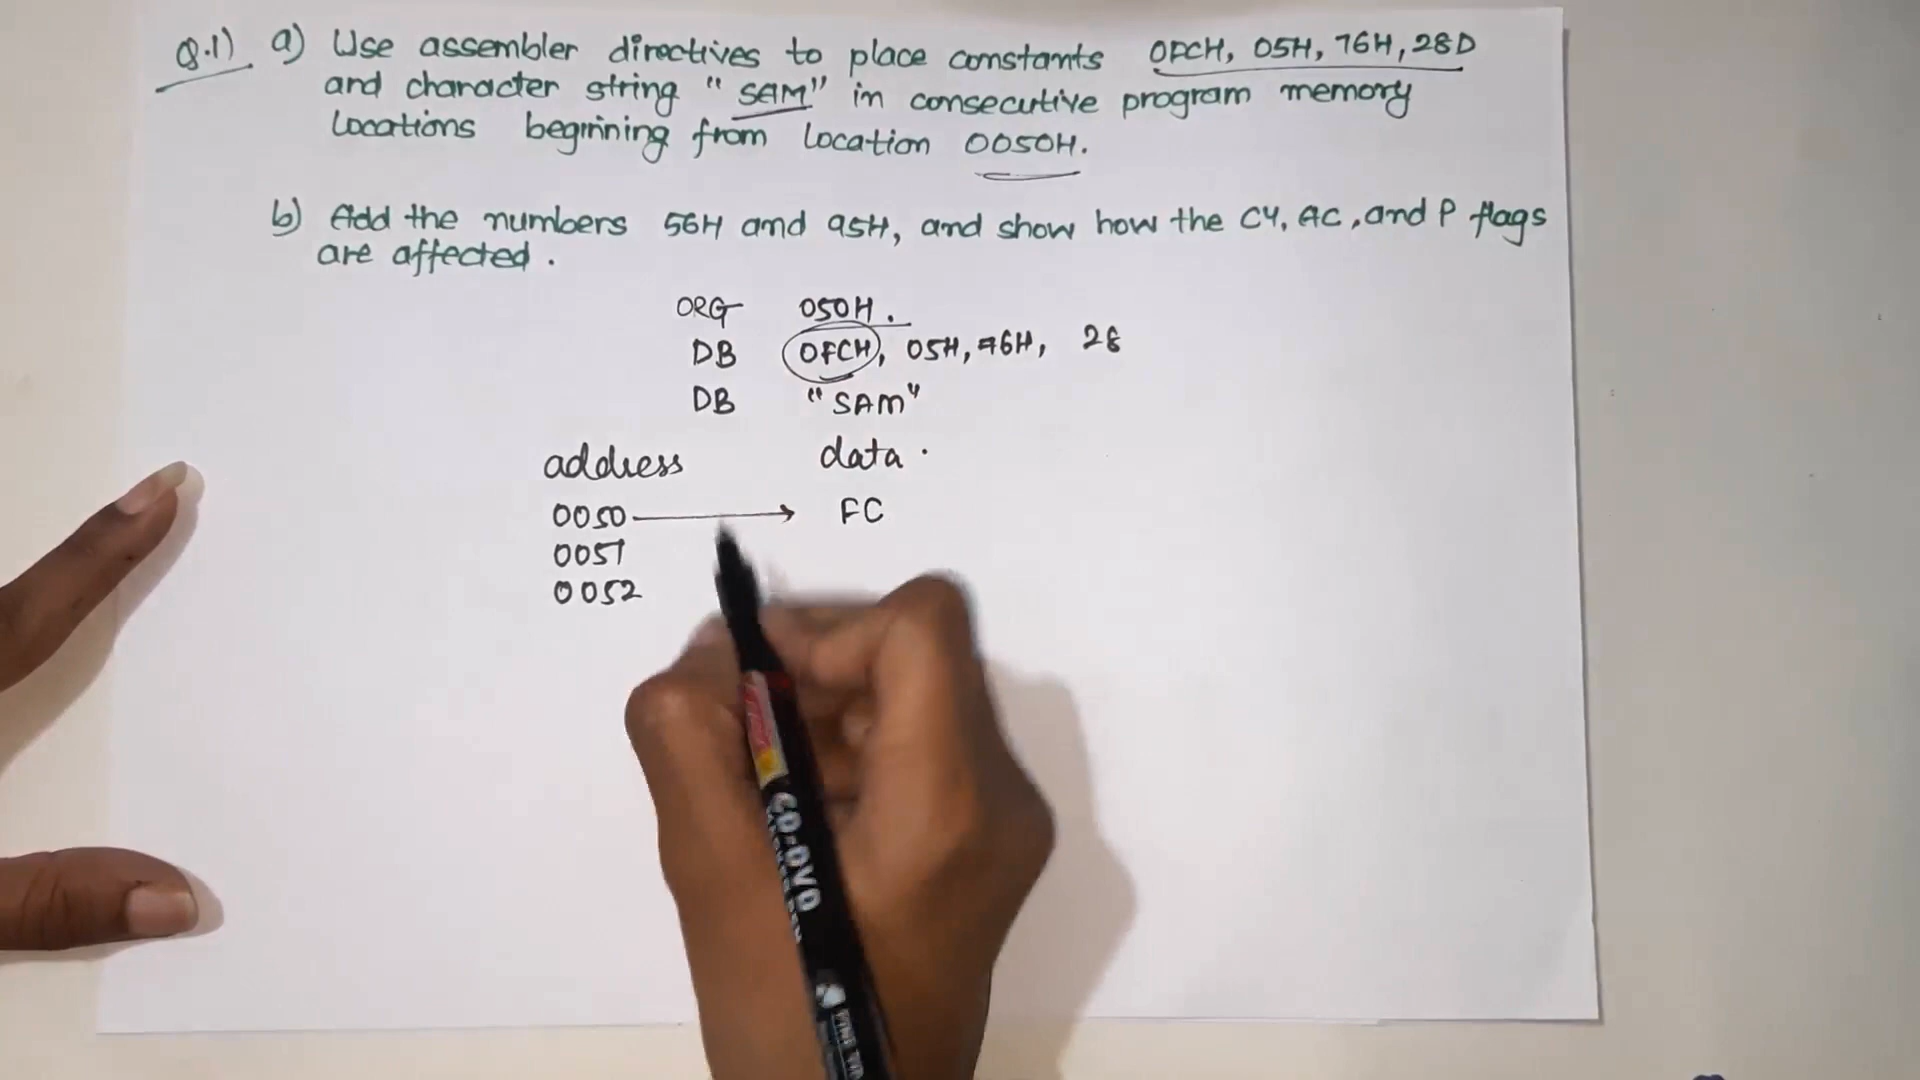 Q.1) a) Use assembler directives to place constants 0FCH, 05H, 76H, 28D
and character string "SAM" in consecutive program memory
locations beginning from location 0050H.
b) Add the numbers 56H and 95H, and show how the CY, AC, and P flags
are affected.
ORG 050H.
DB 0FCH, 05H, 76H, 28
DB "SAM"
address data.
0050 → FC
0051
0052
CD-DVD